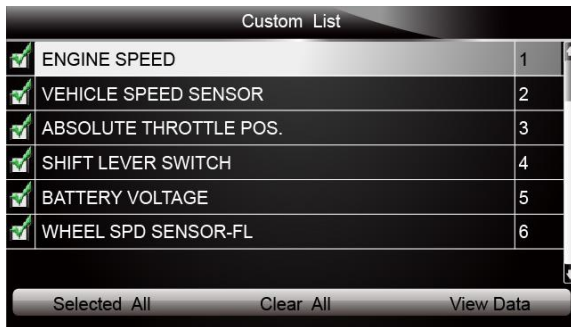 Custom List
ENGINE SPEED 1
VEHICLE SPEED SENSOR 2
ABSOLUTE THROTTLE POS. 3
SHIFT LEVER SWITCH 4
BATTERY VOLTAGE 5
WHEEL SPD SENSOR-FL 6
Selected All Clear All View Data